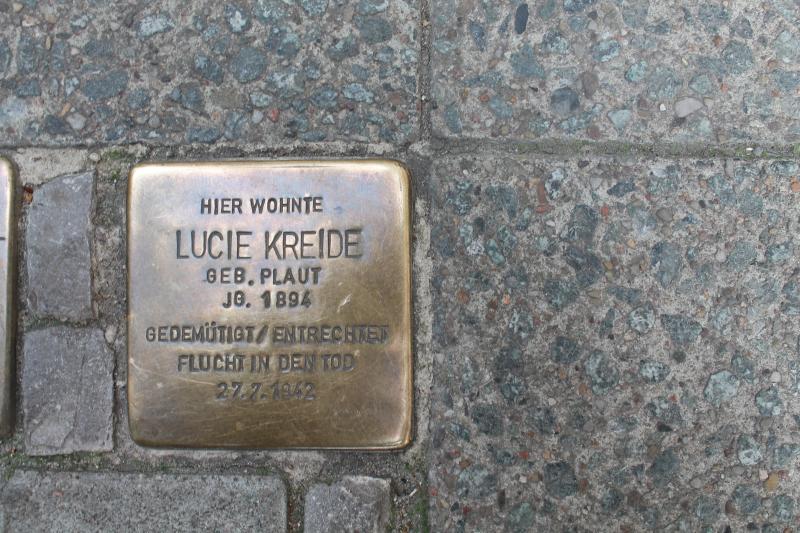 HIER WOHNTE
LUCIE KREIDE
GEB. PLAUT
JG. 1894
GEDEMÜTIGT/ENTRECHTET
FLUCHT IN DEN TOD
27.7.1942